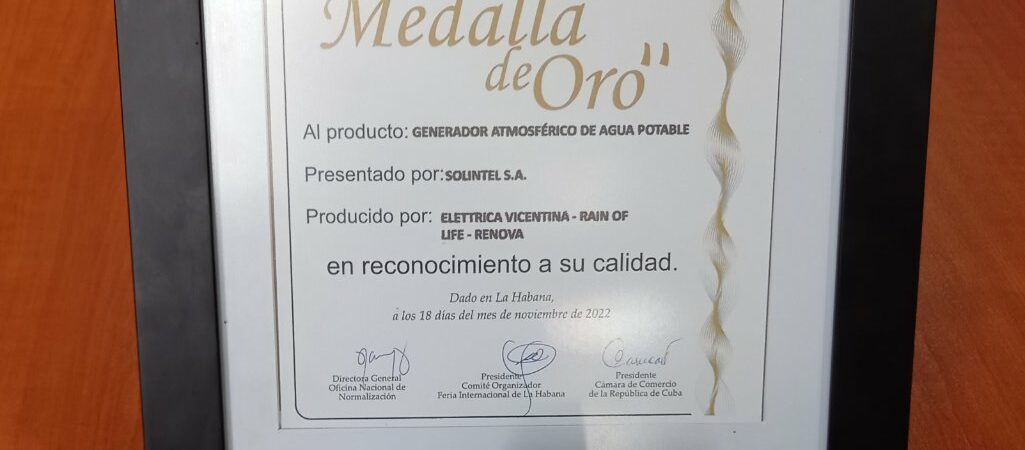 Medalla
de Oro"
Al producto: GENERADOR ATMOSFÉRICO DE AGUA POTABLE
Presentado por: SOLINTEL S.A.
Producido por: ELETTRICA VICENTINA - RAIN OF
LIFE - RENOVA
en reconocimiento a su calidad.
Dado en La Habana,
a los 18 días del mes de noviembre de 2022
Directora General
Oficina Nacional de
Normalización
Presidente
Comité Organizador
Feria Internacional de La Habana
Presidente
Cámara de Comercio
de la República de Cuba